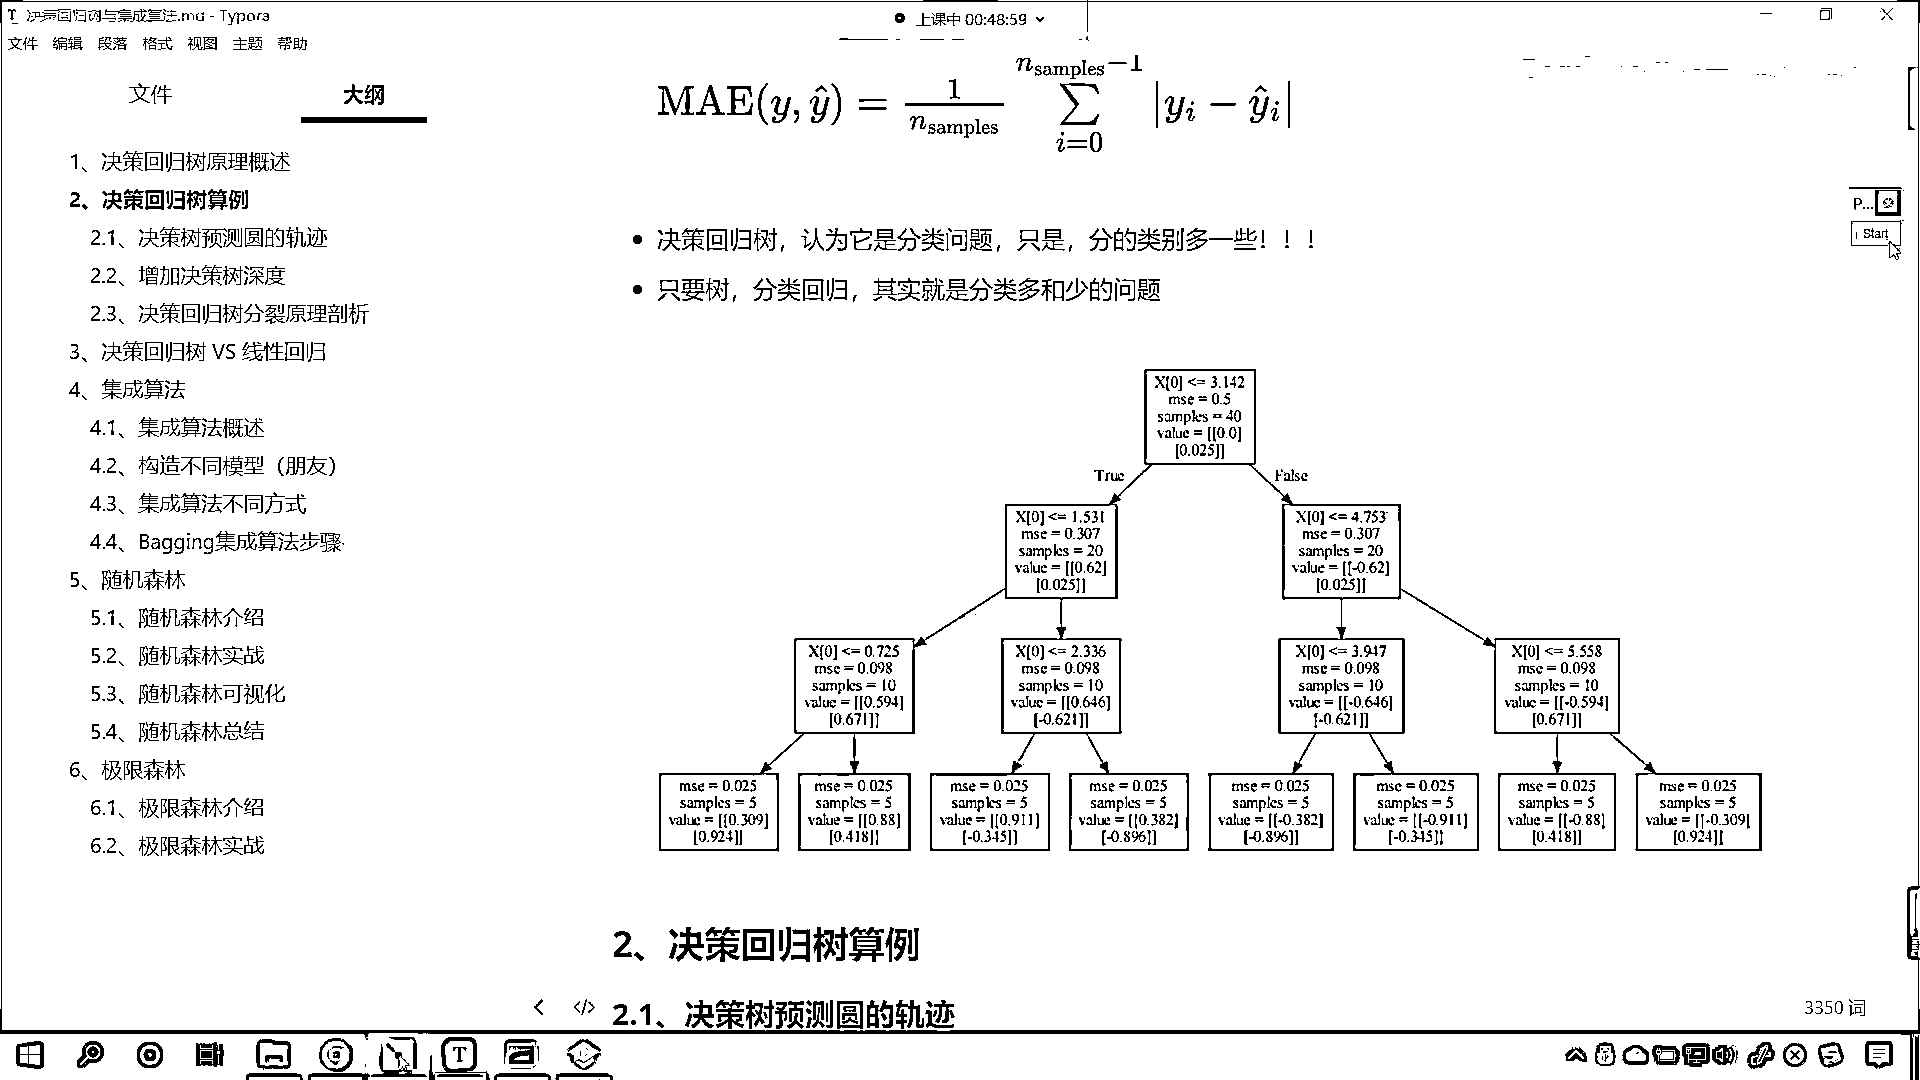 决策回归树与集成算法.md - Typora
上课中 00:48:59
文件 编辑 段落 格式 视图 主题 帮助
文件 大纲
1、决策回归树原理概述
2、决策回归树算例
2.1、决策树预测圆的轨迹
2.2、增加决策树深度
2.3、决策回归树分裂原理剖析
3、决策回归树 VS 线性回归
4、集成算法
4.1、集成算法概述
4.2、构造不同模型（朋友）
4.3、集成算法不同方式
4.4、Bagging集成算法步骤
5、随机森林
5.1、随机森林介绍
5.2、随机森林实战
5.3、随机森林可视化
5.4、随机森林总结
6、极限森林
6.1、极限森林介绍
6.2、极限森林实战
MAE(y, ŷ) = 1/n_samples ∑_{i=0}^{n_samples−1} |y_i − ŷ_i|
P...
Start
决策回归树，认为它是分类问题，只是，分的类别多一些！！！
只要树，分类回归，其实就是分类多和少的问题
X[0] <= 3.142
mse = 0.5
samples = 40
value = [[0.0]
[0.025]]
True
False
X[0] <= 1.531
mse = 0.307
samples = 20
value = [[0.62]
[0.025]]
X[0] <= 4.753
mse = 0.307
samples = 20
value = [[-0.62]
[0.025]]
X[0] <= 0.725
mse = 0.098
samples = 10
value = [[0.594]
[0.671]]
X[0] <= 2.336
mse = 0.098
samples = 10
value = [[0.646]
[-0.621]]
X[0] <= 3.947
mse = 0.098
samples = 10
value = [[-0.646]
[-0.621]]
X[0] <= 5.558
mse = 0.098
samples = 10
value = [[-0.594]
[0.671]]
mse = 0.025
samples = 5
value = [[0.309]
[0.924]]
mse = 0.025
samples = 5
value = [[0.88]
[0.418]]
mse = 0.025
samples = 5
value = [[0.911]
[-0.345]]
mse = 0.025
samples = 5
value = [[0.382]
[-0.896]]
mse = 0.025
samples = 5
value = [[-0.382]
[-0.896]]
mse = 0.025
samples = 5
value = [[-0.911]
[-0.345]]
mse = 0.025
samples = 5
value = [[-0.88]
[0.418]]
mse = 0.025
samples = 5
value = [[-0.309]
[0.924]]
2、决策回归树算例
2.1、决策树预测圆的轨迹
3350 词